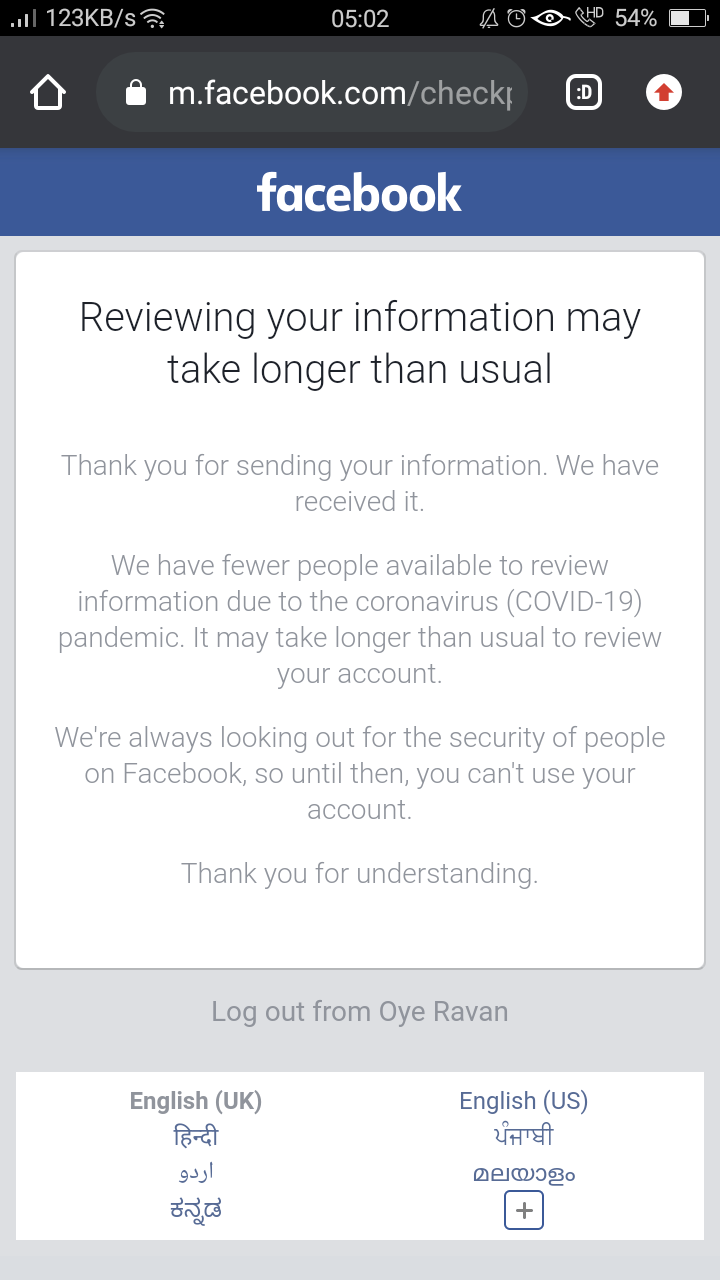 123KB/s 05:02 HD 54%
m.facebook.com/checkp :D
facebook
Reviewing your information may
take longer than usual
Thank you for sending your information. We have
received it.
We have fewer people available to review
information due to the coronavirus (COVID-19)
pandemic. It may take longer than usual to review
your account.
We're always looking out for the security of people
on Facebook, so until then, you can't use your
account.
Thank you for understanding.
Log out from Oye Ravan
English (UK) English (US)
हिन्दी ਪੰਜਾਬੀ
اردو മലയാളം
ಕನ್ನಡ +